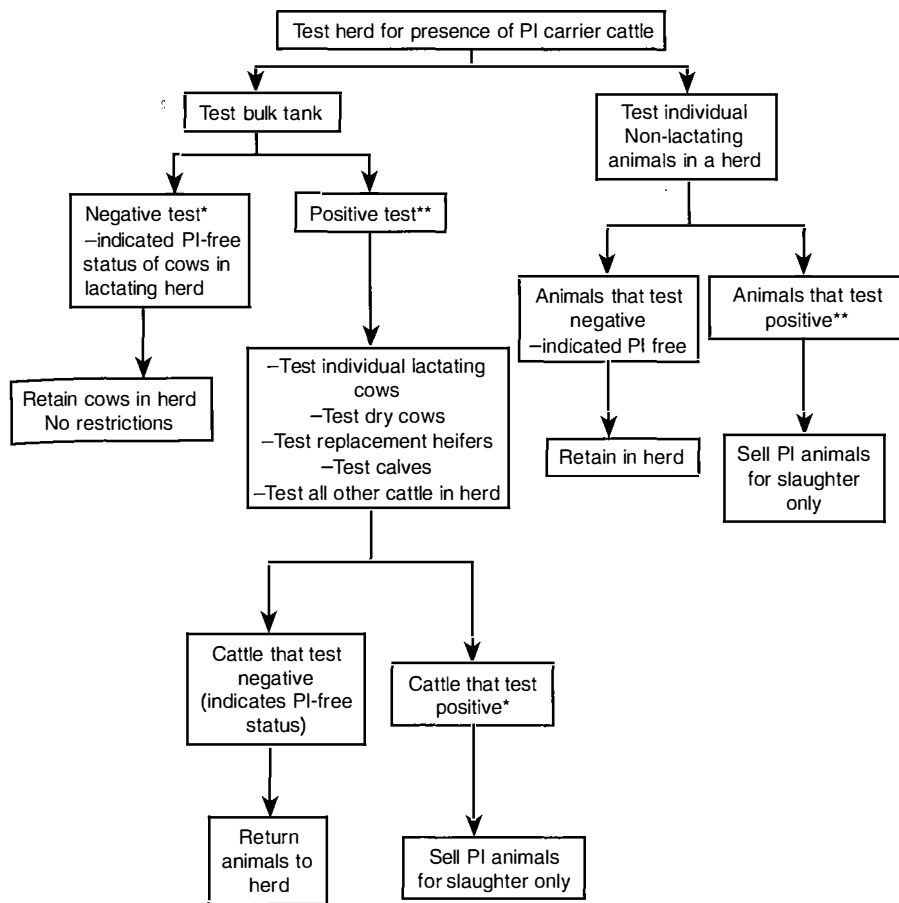 Test herd for presence of PI carrier cattle
Test bulk tank
Test individual
Non-lactating
animals in a herd
Negative test*
–indicated PI-free
status of cows in
lactating herd
Positive test**
Animals that test
negative
–indicated PI free
Animals that test
positive**
Retain cows in herd
No restrictions
–Test individual lactating
cows
–Test dry cows
–Test replacement heifers
–Test calves
–Test all other cattle in herd
Retain in herd
Sell PI animals
for slaughter
only
Cattle that test
negative
(indicates PI-free
status)
Cattle that test
positive*
Return
animals to
herd
Sell PI animals
for slaughter only